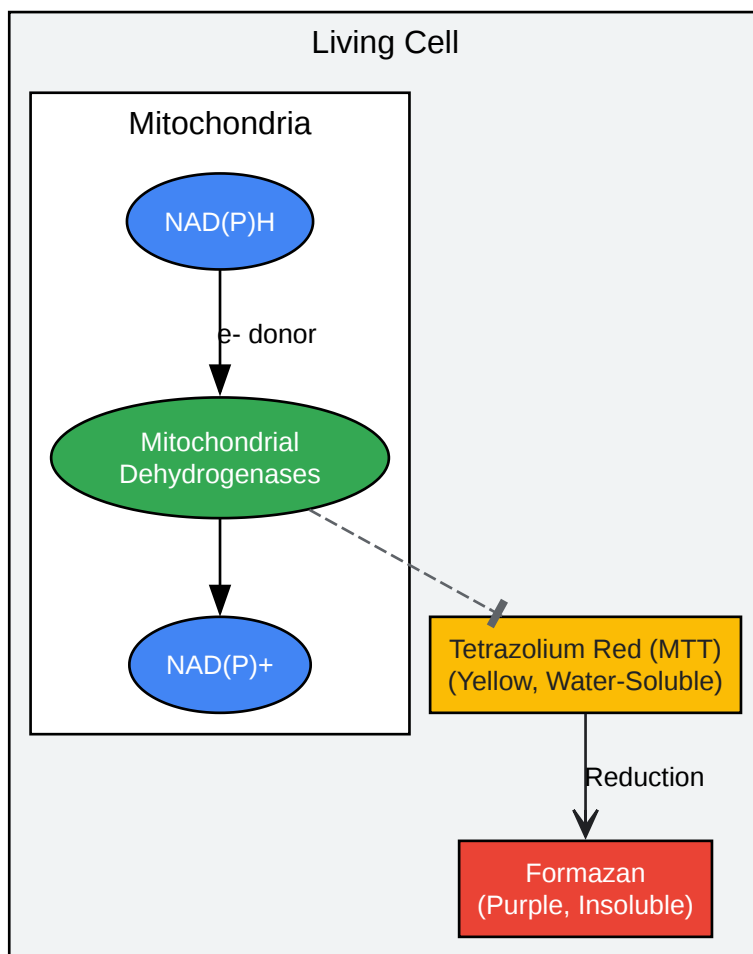 Living Cell
Mitochondria
NAD(P)H
e- donor
Mitochondrial
Dehydrogenases
NAD(P)+
Tetrazolium Red (MTT)
(Yellow, Water-Soluble)
Reduction
Formazan
(Purple, Insoluble)